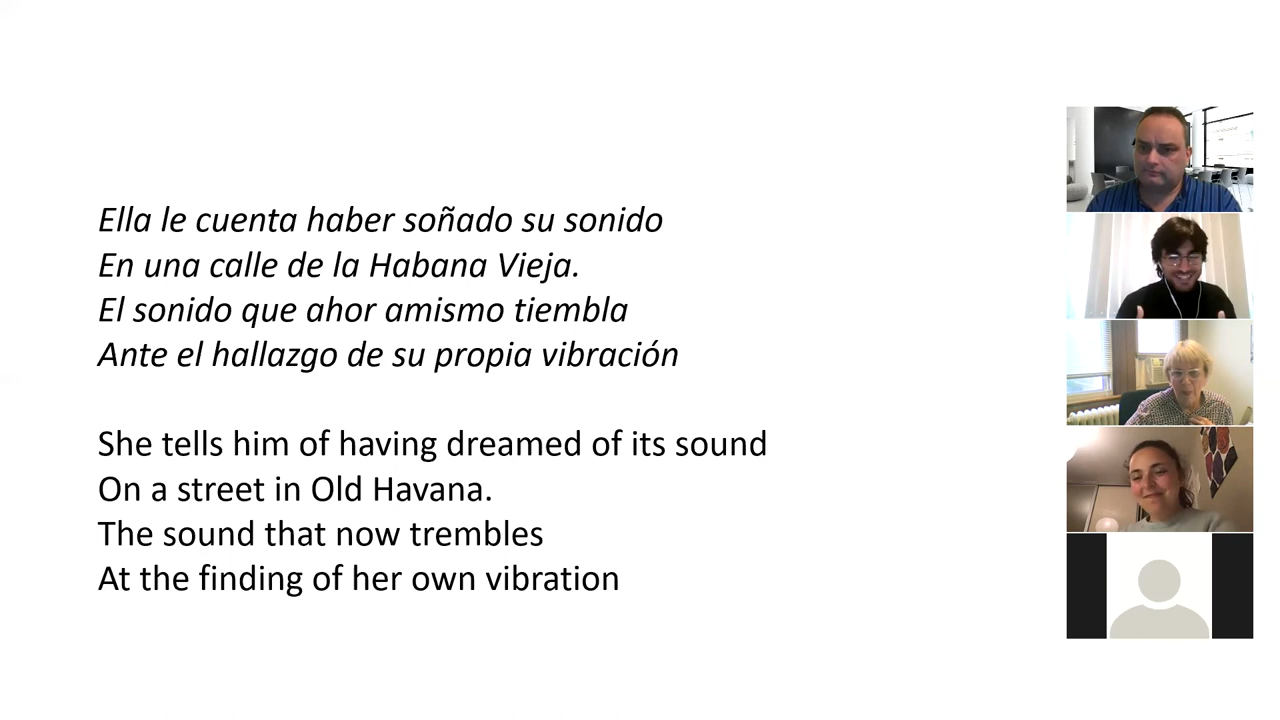 Ella le cuenta haber soñado su sonido
En una calle de la Habana Vieja.
El sonido que ahor amismo tiembla
Ante el hallazgo de su propia vibración
She tells him of having dreamed of its sound
On a street in Old Havana.
The sound that now trembles
At the finding of her own vibration